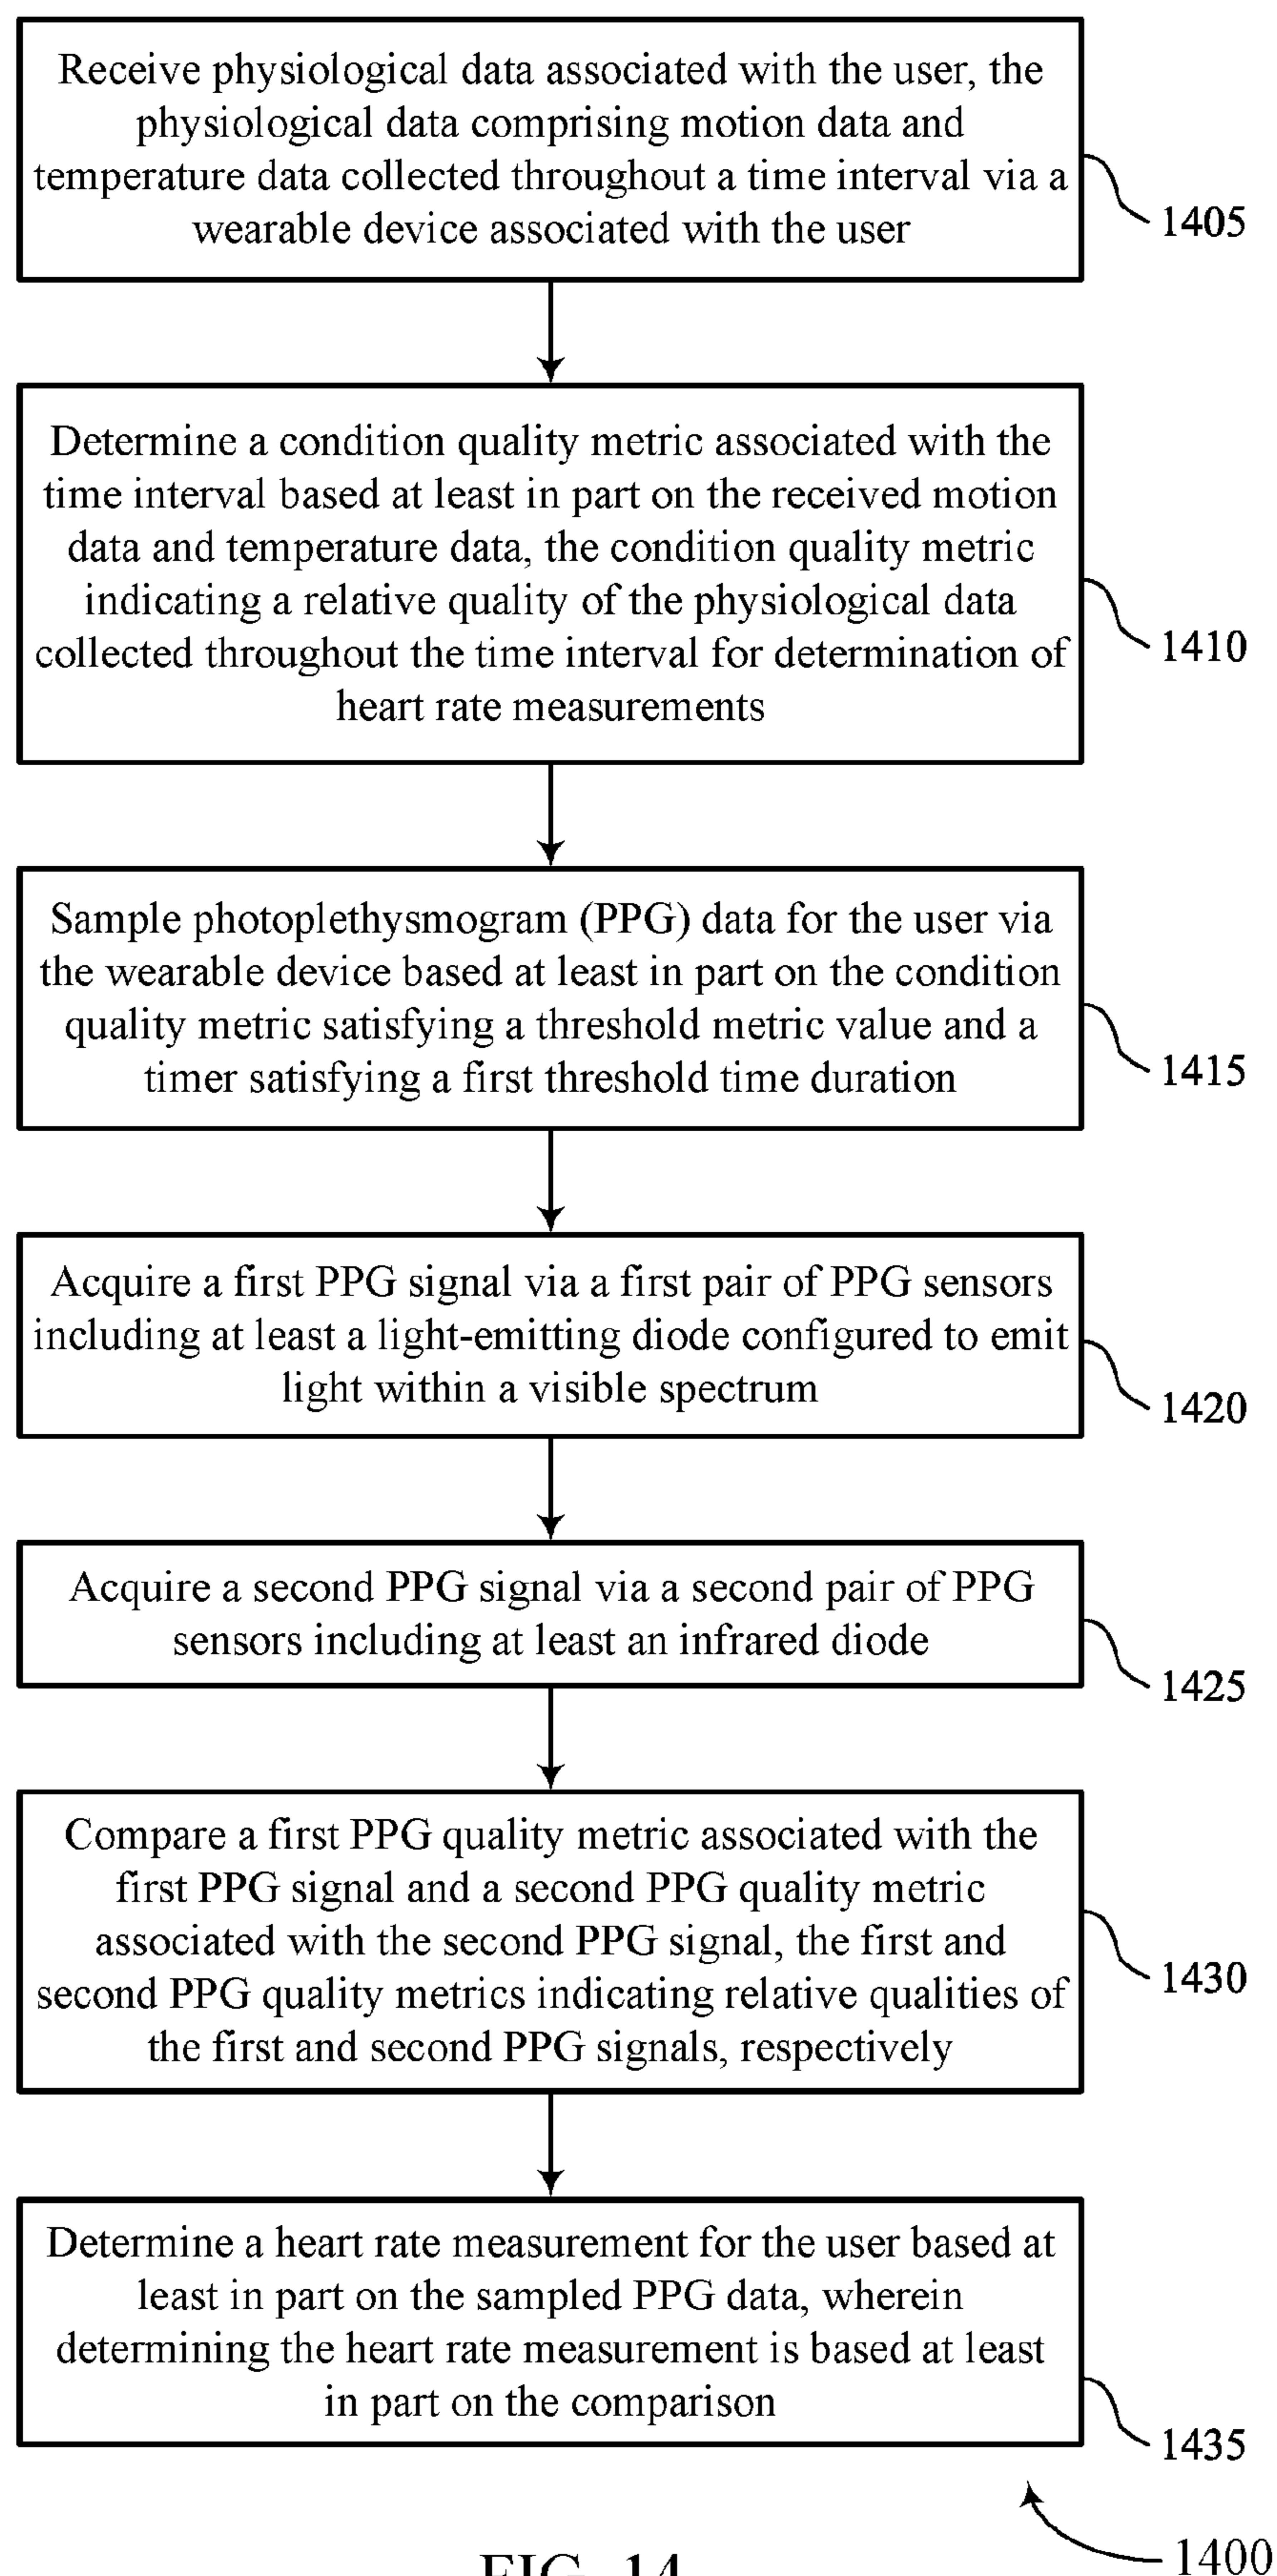 Receive physiological data associated with the user, the
physiological data comprising motion data and
temperature data collected throughout a time interval via a
wearable device associated with the user
1405
Determine a condition quality metric associated with the
time interval based at least in part on the received motion
data and temperature data, the condition quality metric
indicating a relative quality of the physiological data
collected throughout the time interval for determination of
heart rate measurements
1410
Sample photoplethysmogram (PPG) data for the user via
the wearable device based at least in part on the condition
quality metric satisfying a threshold metric value and a
timer satisfying a first threshold time duration
1415
Acquire a first PPG signal via a first pair of PPG sensors
including at least a light-emitting diode configured to emit
light within a visible spectrum
1420
Acquire a second PPG signal via a second pair of PPG
sensors including at least an infrared diode
1425
Compare a first PPG quality metric associated with the
first PPG signal and a second PPG quality metric
associated with the second PPG signal, the first and
second PPG quality metrics indicating relative qualities of
the first and second PPG signals, respectively
1430
Determine a heart rate measurement for the user based at
least in part on the sampled PPG data, wherein
determining the heart rate measurement is based at least
in part on the comparison
1435
1400
FIG. 14